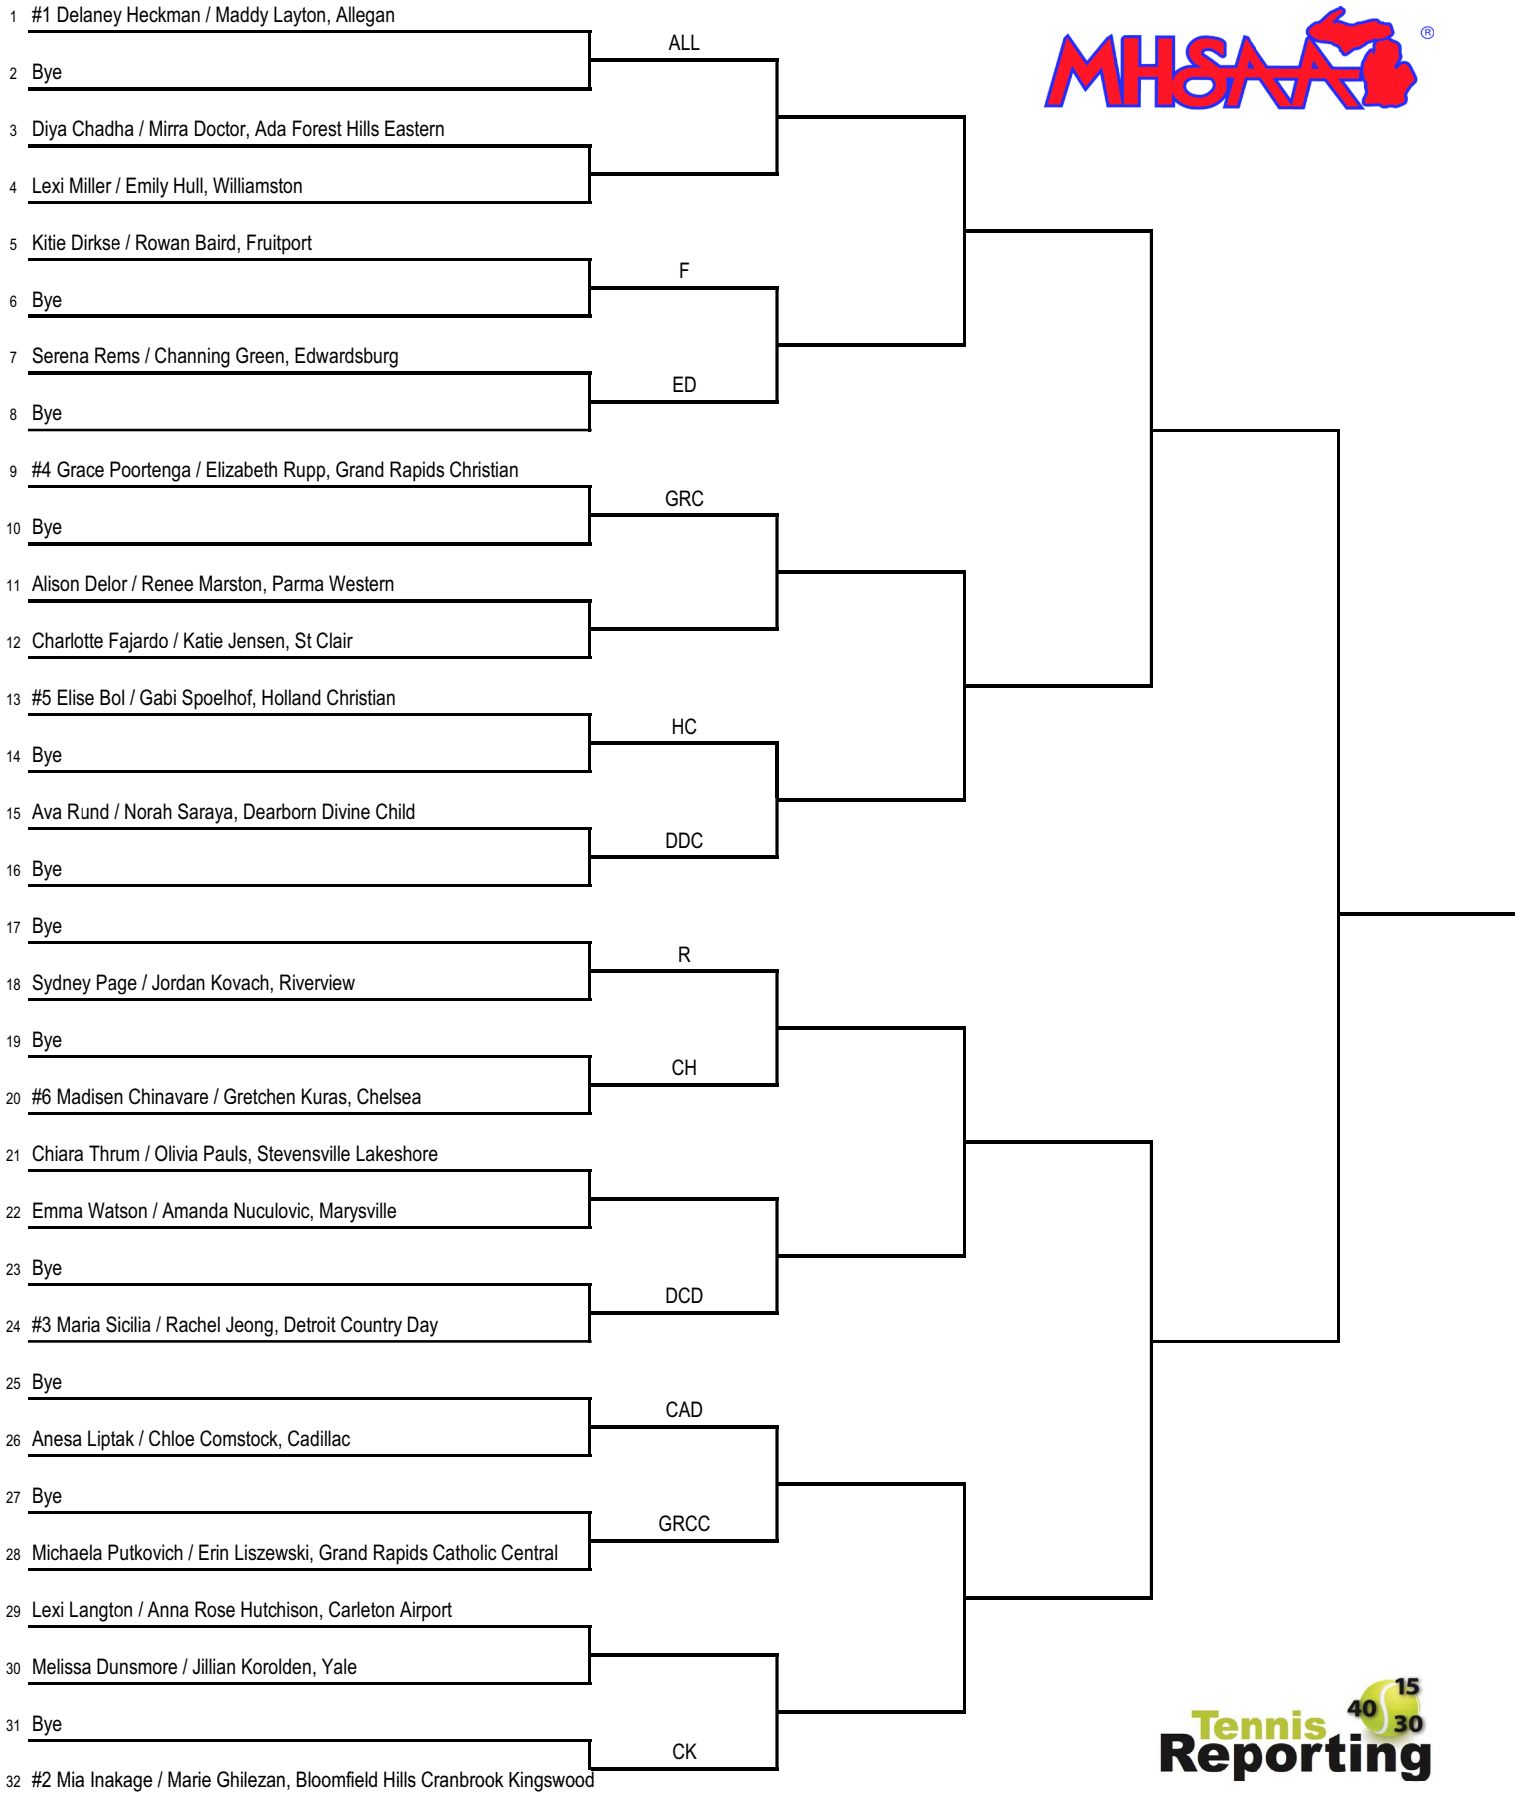 1 #1 Delaney Heckman / Maddy Layton, Allegan
ALL
2 Bye
MHSAA ®
3 Diya Chadha / Mirra Doctor, Ada Forest Hills Eastern
4 Lexi Miller / Emily Hull, Williamston
5 Kitie Dirkse / Rowan Baird, Fruitport
F
6 Bye
7 Serena Rems / Channing Green, Edwardsburg
ED
8 Bye
9 #4 Grace Poortenga / Elizabeth Rupp, Grand Rapids Christian
GRC
10 Bye
11 Alison Delor / Renee Marston, Parma Western
12 Charlotte Fajardo / Katie Jensen, St Clair
13 #5 Elise Bol / Gabi Spoelhof, Holland Christian
HC
14 Bye
15 Ava Rund / Norah Saraya, Dearborn Divine Child
DDC
16 Bye
17 Bye
R
18 Sydney Page / Jordan Kovach, Riverview
19 Bye
CH
20 #6 Madisen Chinavare / Gretchen Kuras, Chelsea
21 Chiara Thrum / Olivia Pauls, Stevensville Lakeshore
22 Emma Watson / Amanda Nuculovic, Marysville
23 Bye
DCD
24 #3 Maria Sicilia / Rachel Jeong, Detroit Country Day
25 Bye
CAD
26 Anesa Liptak / Chloe Comstock, Cadillac
27 Bye
GRCC
28 Michaela Putkovich / Erin Liszewski, Grand Rapids Catholic Central
29 Lexi Langton / Anna Rose Hutchison, Carleton Airport
30 Melissa Dunsmore / Jillian Korolden, Yale
31 Bye
CK
32 #2 Mia Inakage / Marie Ghilezan, Bloomfield Hills Cranbrook Kingswood
15
40
30
Tennis
Reporting